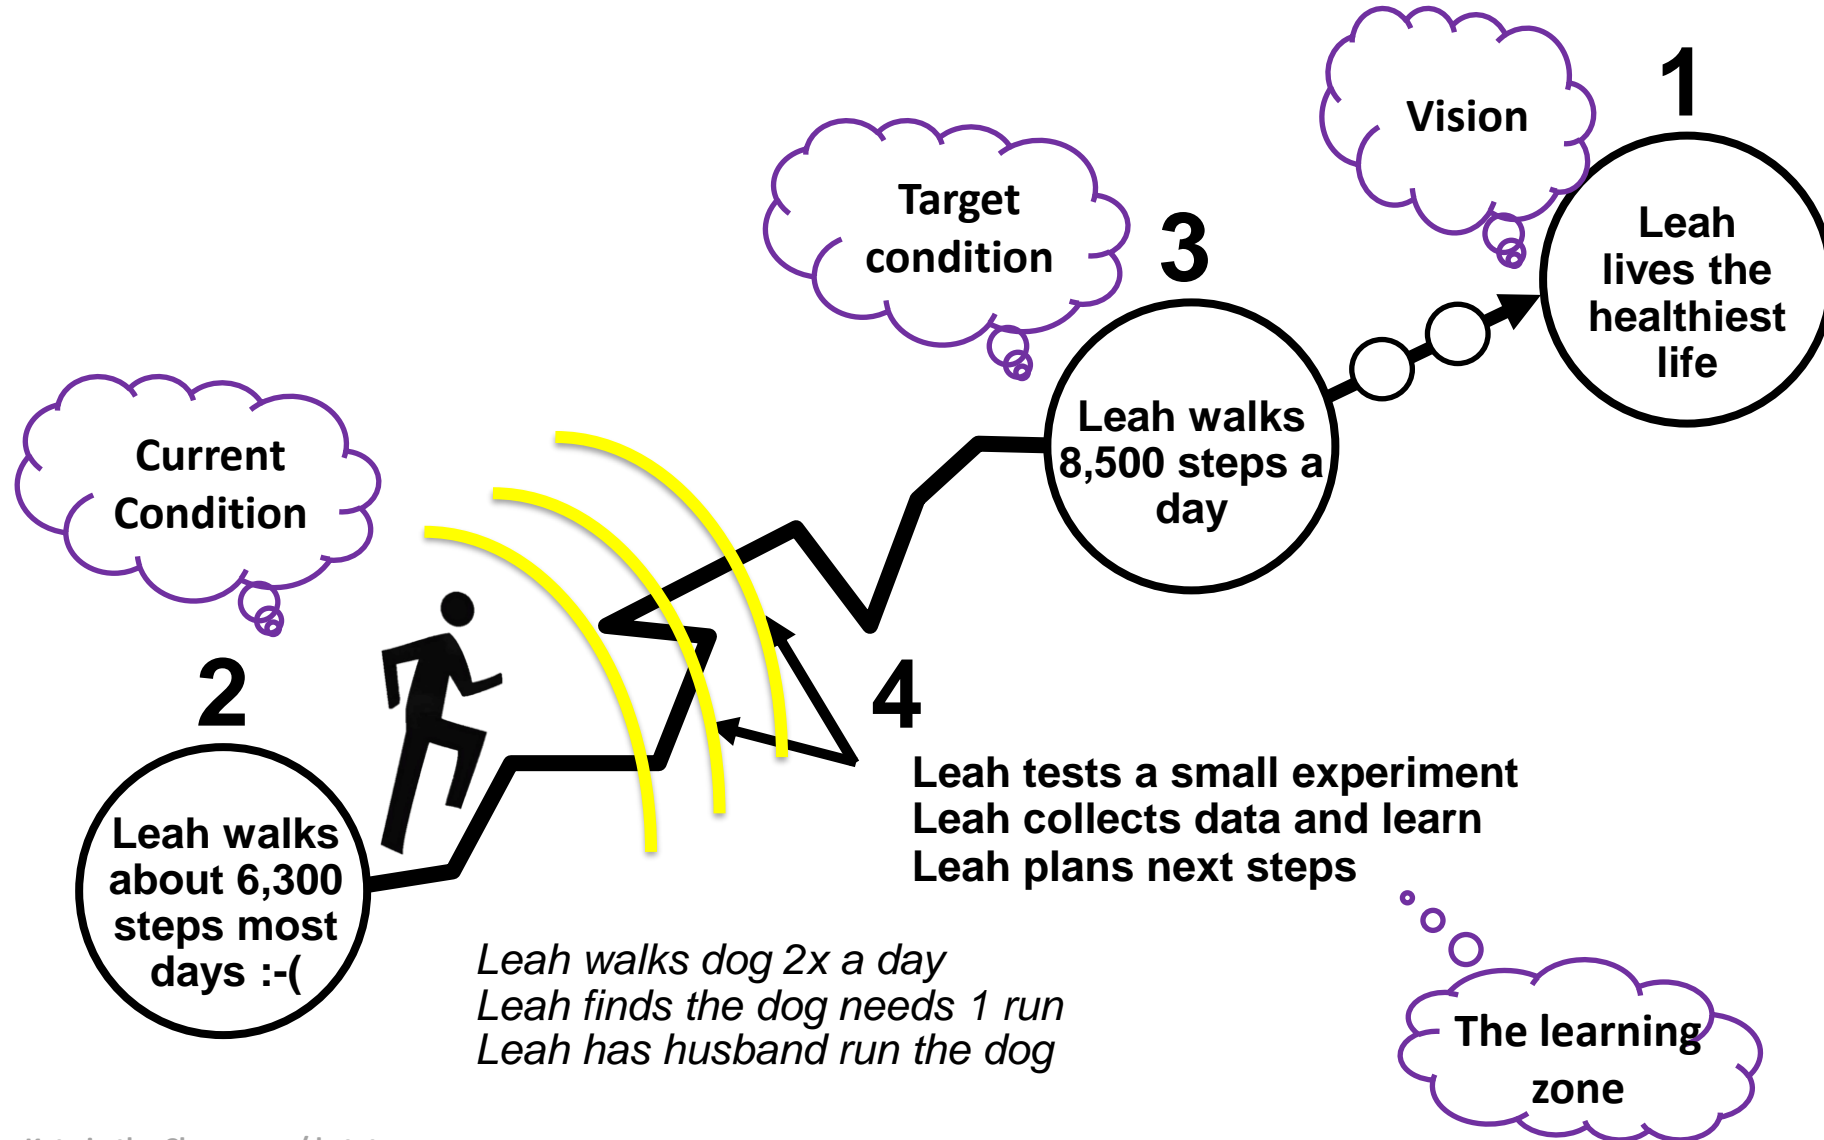 1
Vision
Leah
lives the
healthiest
life
Target
condition
3
Leah walks
8,500 steps a
day
Current
Condition
2
Leah walks
about 6,300
steps most
days :-(
4
Leah tests a small experiment
Leah collects data and learn
Leah plans next steps
Leah walks dog 2x a day
Leah finds the dog needs 1 run
Leah has husband run the dog
The learning
zone